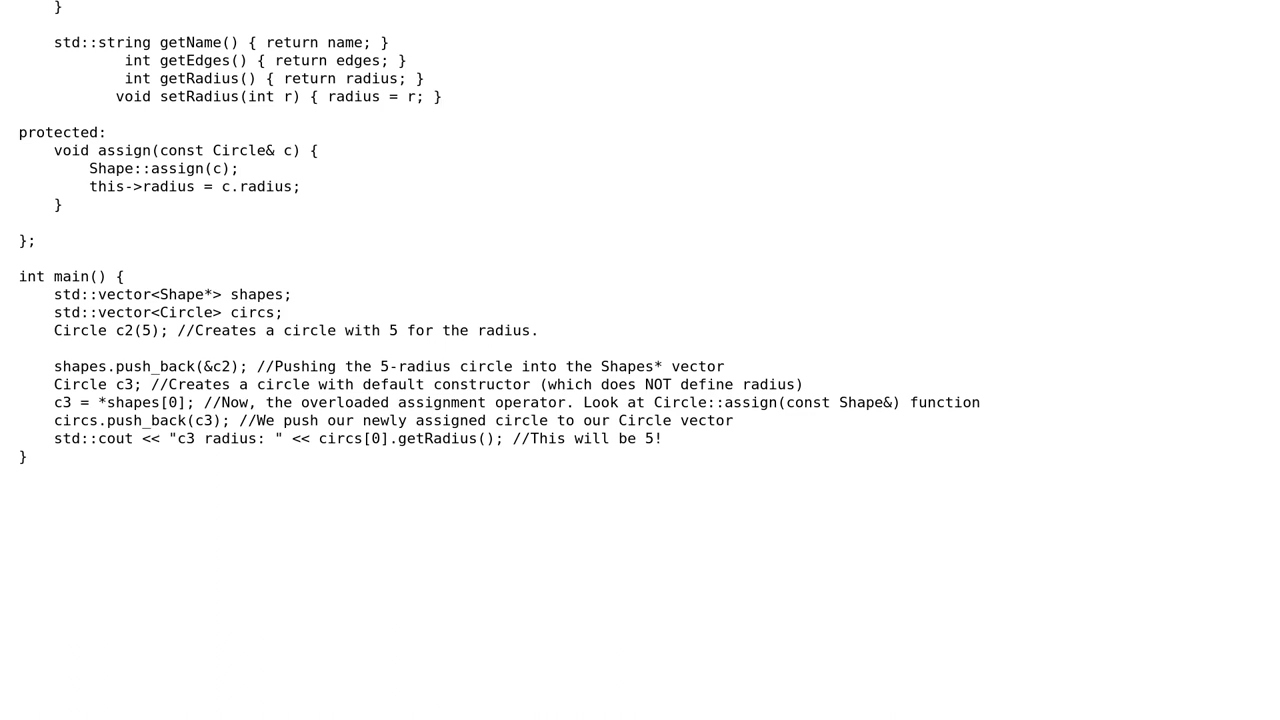 }

    std::string getName() { return name; }
            int getEdges() { return edges; }
            int getRadius() { return radius; }
           void setRadius(int r) { radius = r; }

protected:
    void assign(const Circle& c) {
        Shape::assign(c);
        this->radius = c.radius;
    }

};

int main() {
    std::vector<Shape*> shapes;
    std::vector<Circle> circs;
    Circle c2(5); //Creates a circle with 5 for the radius.

    shapes.push_back(&c2); //Pushing the 5-radius circle into the Shapes* vector
    Circle c3; //Creates a circle with default constructor (which does NOT define radius)
    c3 = *shapes[0]; //Now, the overloaded assignment operator. Look at Circle::assign(const Shape&) function
    circs.push_back(c3); //We push our newly assigned circle to our Circle vector
    std::cout << "c3 radius: " << circs[0].getRadius(); //This will be 5!
}